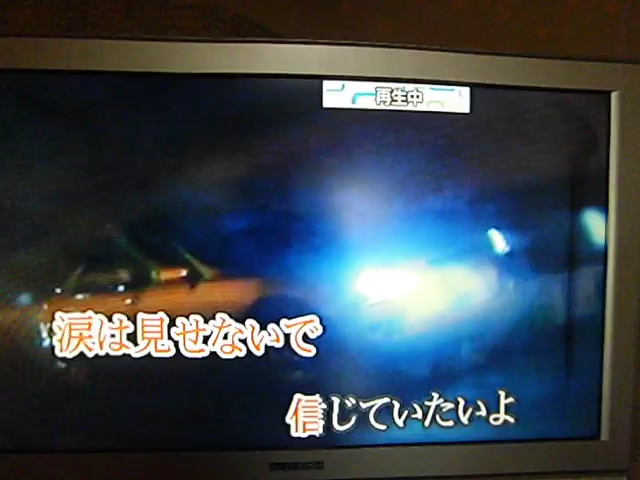 再生中
涙は見せないで
信じていたいよ